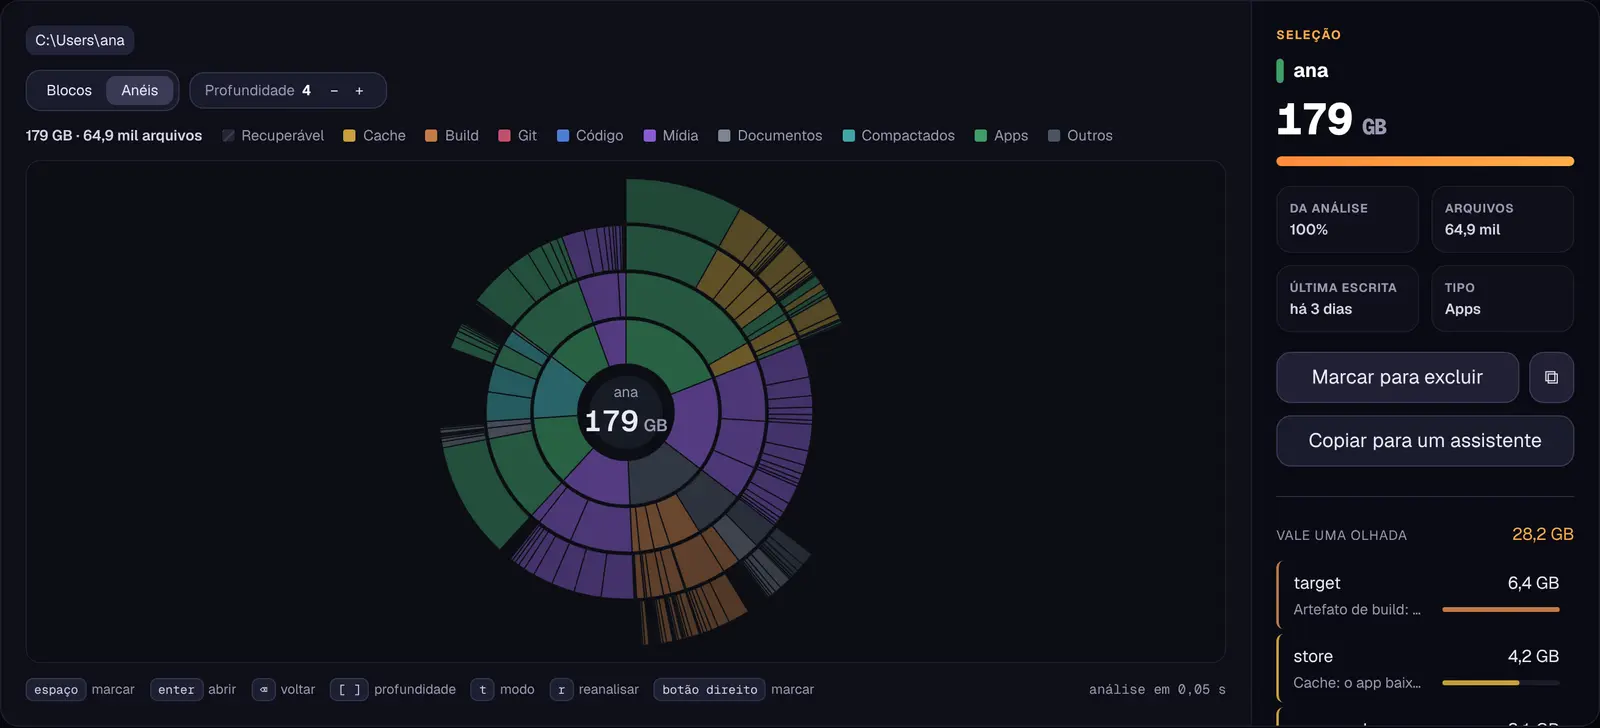 C:\Users\ana
Blocos Anéis Profundidade 4 − +
179 GB · 64,9 mil arquivos Recuperável Cache Build Git Código Mídia Documentos Compactados Apps Outros
ana
179 GB
espaço marcar enter abrir ⌫ voltar [ ] profundidade t modo r reanalisar botão direito marcar análise em 0,05 s
SELEÇÃO
ana
179 GB
DA ANÁLISE
100%
ARQUIVOS
64,9 mil
ÚLTIMA ESCRITA
há 3 dias
TIPO
Apps
Marcar para excluir
Copiar para um assistente
VALE UMA OLHADA 28,2 GB
target 6,4 GB
Artefato de build: ...
store 4,2 GB
Cache: o app baix...